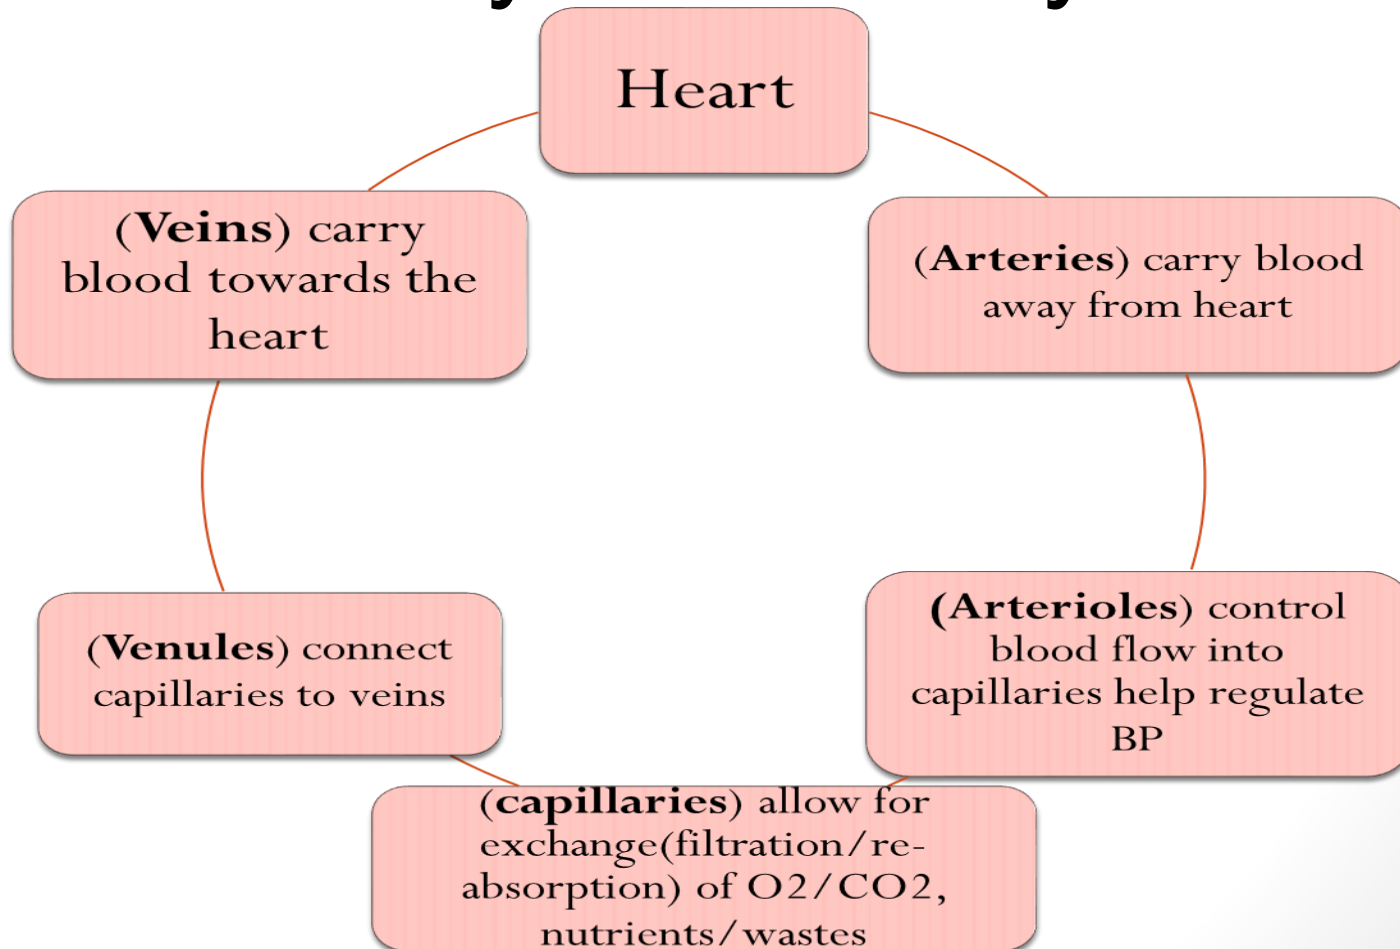 Heart
(Veins) carry
blood towards the
heart
(Arteries) carry blood
away from heart
(Venules) connect
capillaries to veins
(Arterioles) control
blood flow into
capillaries help regulate
BP
(capillaries) allow for
exchange(filtration/re-
absorption) of O2/CO2,
nutrients/wastes